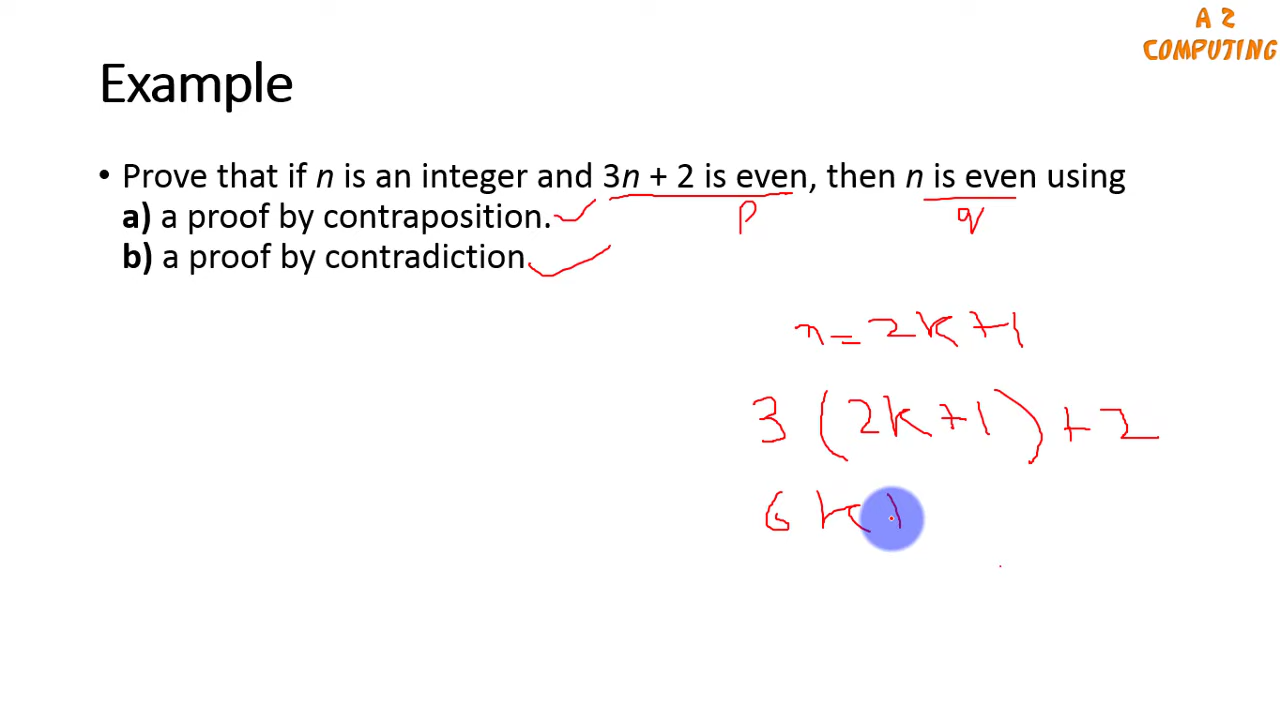 A Z
COMPUTING
Example
• Prove that if n is an integer and 3n + 2 is even, then n is even using
a) a proof by contraposition.
p q
b) a proof by contradiction
n = 2k+1
3 (2k+1) + 2
6k